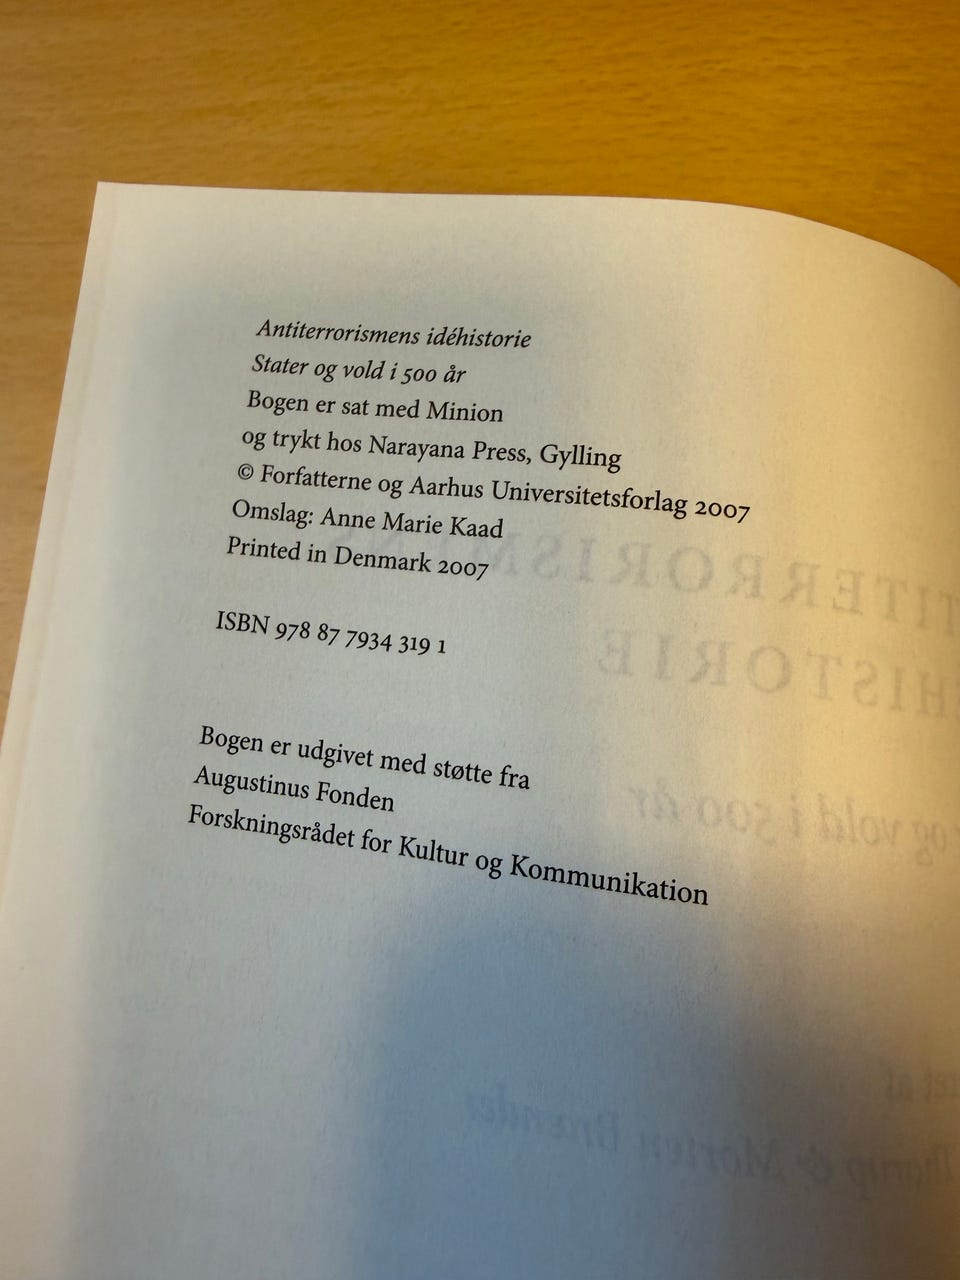 Antiterrorismens idéhistorie
Stater og vold i 500 år
Bogen er sat med Minion
og trykt hos Narayana Press, Gylling
© Forfatterne og Aarhus Universitetsforlag 2007
Omslag: Anne Marie Kaad
Printed in Denmark 2007
ISBN 978 87 7934 319 1
Bogen er udgivet med støtte fra
Augustinus Fonden
Forskningsrådet for Kultur og Kommunikation